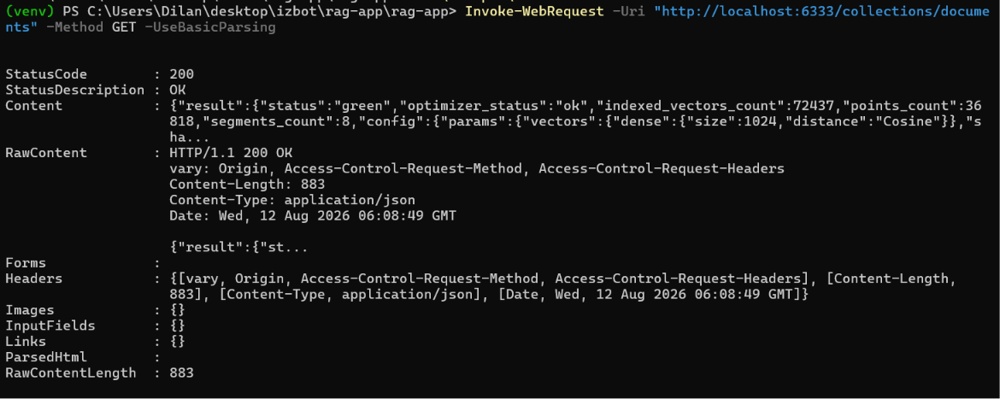 (venv) PS C:\Users\Dilan\desktop\izbot\rag-app\rag-app> Invoke-WebRequest -Uri "http://localhost:6333/collections/docume
nts" -Method GET -UseBasicParsing
StatusCode : 200
StatusDescription : OK
Content : {"result":{"status":"green","optimizer_status":"ok","indexed_vectors_count":72437,"points_count":36
818,"segments_count":8,"config":{"params":{"vectors":{"dense":{"size":1024,"distance":"Cosine"}},"s
ha...
RawContent : HTTP/1.1 200 OK
vary: Origin, Access-Control-Request-Method, Access-Control-Request-Headers
Content-Length: 883
Content-Type: application/json
Date: Wed, 12 Aug 2026 06:08:49 GMT
{"result":{"st...
Forms :
Headers : {[vary, Origin, Access-Control-Request-Method, Access-Control-Request-Headers], [Content-Length,
883], [Content-Type, application/json], [Date, Wed, 12 Aug 2026 06:08:49 GMT]}
Images : {}
InputFields : {}
Links : {}
ParsedHtml :
RawContentLength : 883